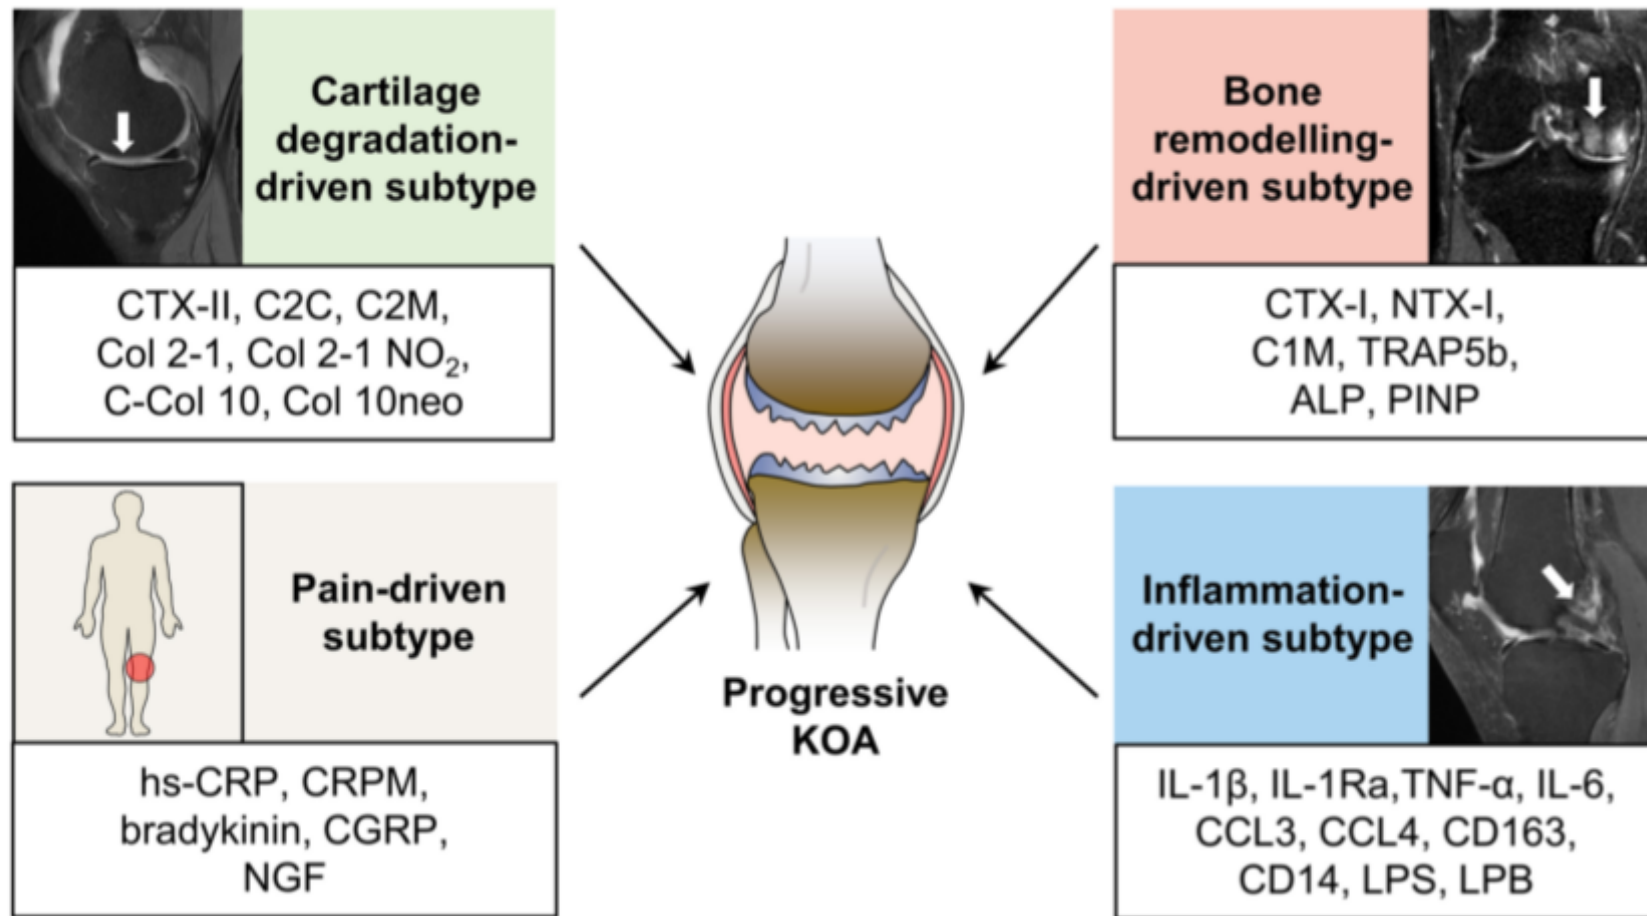 Cartilage
degradation-
driven subtype
CTX-II, C2C, C2M,
Col 2-1, Col 2-1 NO₂,
C-Col 10, Col 10neo
Bone
remodelling-
driven subtype
CTX-I, NTX-I,
C1M, TRAP5b,
ALP, PINP
Pain-driven
subtype
hs-CRP, CRPM,
bradykinin, CGRP,
NGF
Progressive
KOA
Inflammation-
driven subtype
IL-1β, IL-1Ra,TNF-α, IL-6,
CCL3, CCL4, CD163,
CD14, LPS, LPB